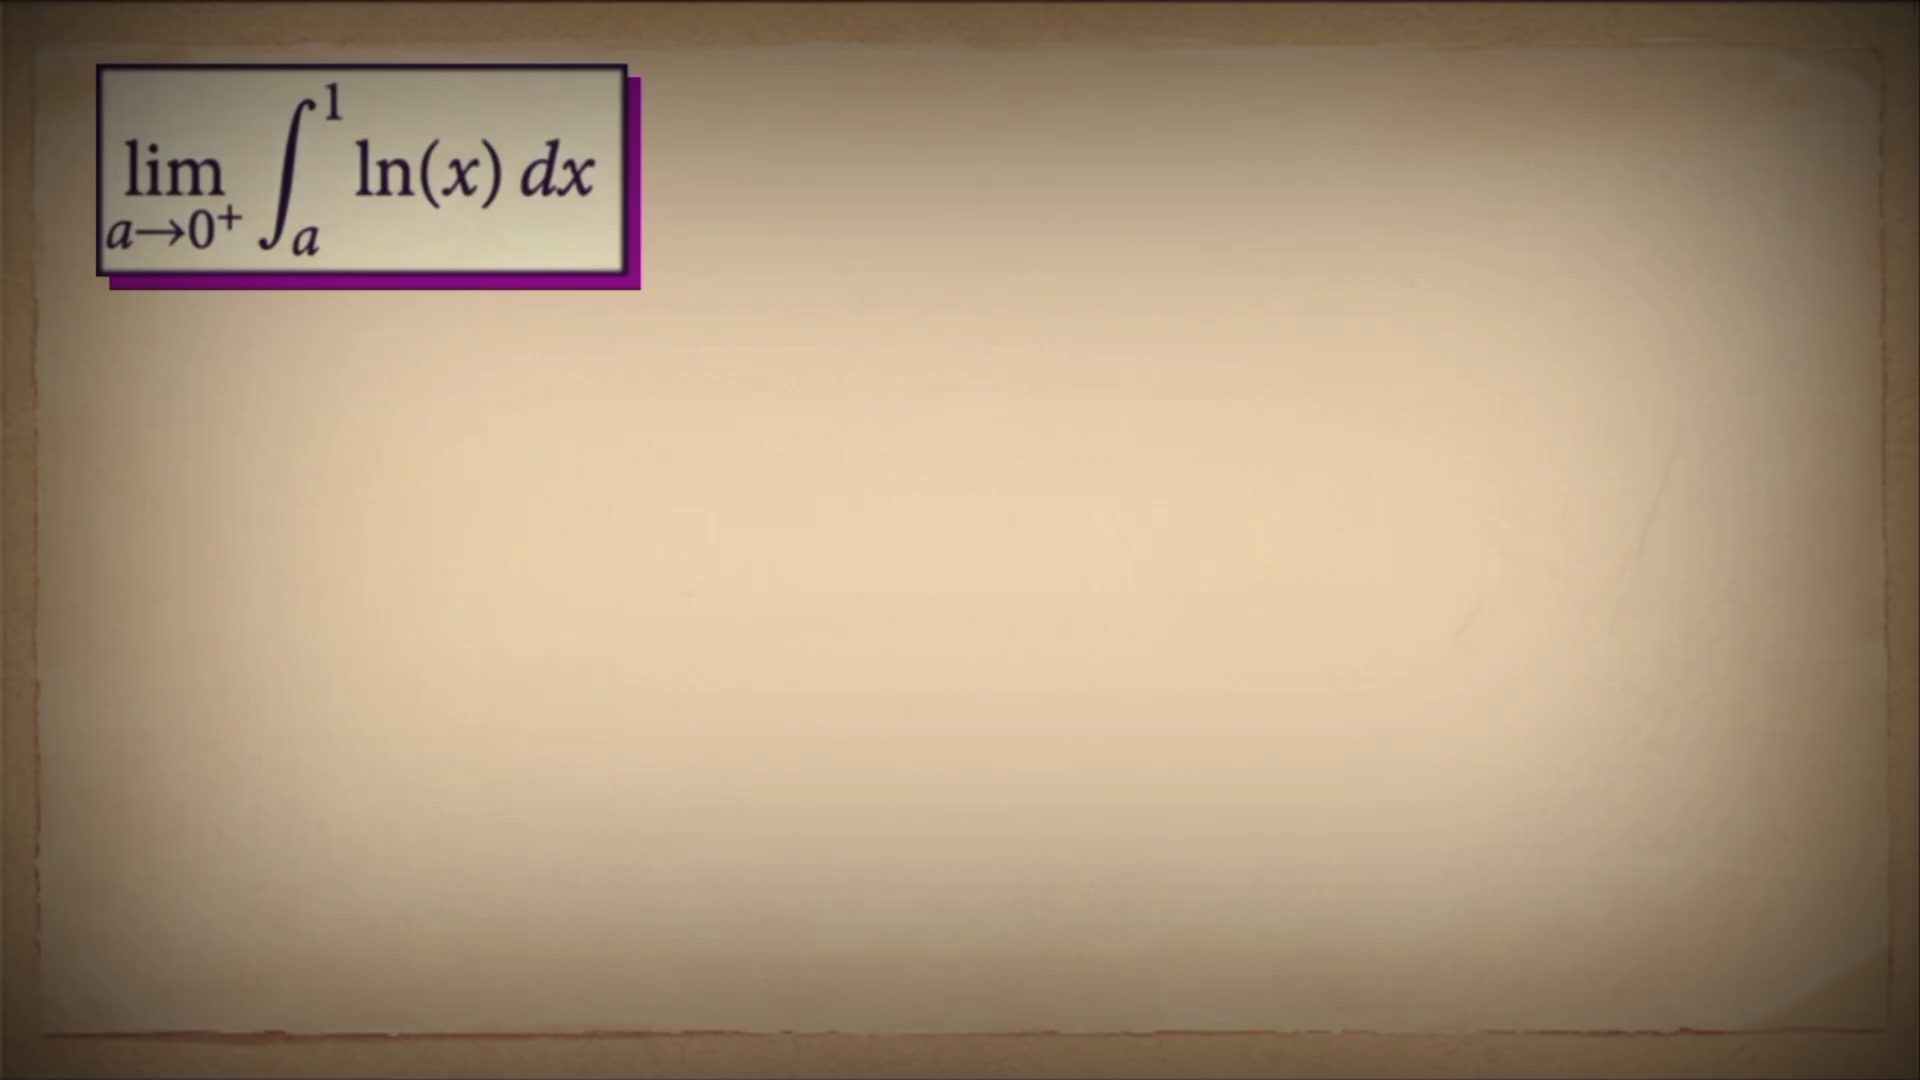 lim_{a→0⁺} ∫_a^1 ln(x) dx